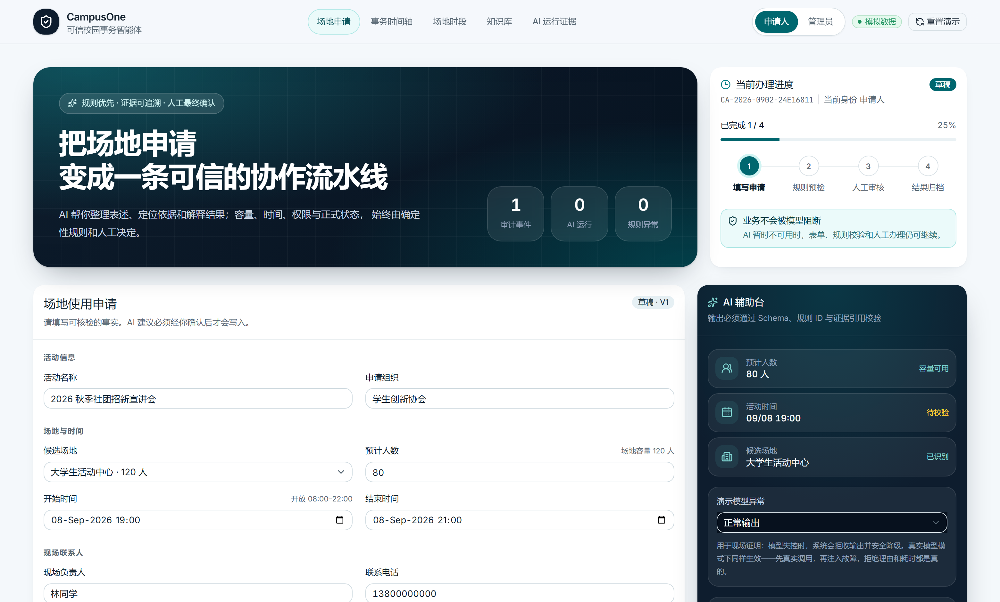 CampusOne
可信校园事务智能体
场地申请
事务时间轴
场地时段
知识库
AI 运行证据
申请人
管理员
模拟数据
重置演示
规则优先 · 证据可追溯 · 人工最终确认
把场地申请
变成一条可信的协作流水线
AI 帮你整理表述、定位依据和解释结果；容量、时间、权限与正式状态， 始终由确定
性规则和人工决定。
1
审计事件
0
AI 运行
0
规则异常
当前办理进度
草稿
CA-2026-0902-24E16811
当前身份 申请人
已完成 1 / 4
25%
1
填写申请
2
规则预检
3
人工审核
4
结果归档
业务不会被模型阻断
AI 暂时不可用时，表单、规则校验和人工办理仍可继续。
场地使用申请
草稿 · V1
请填写可核验的事实。AI 建议必须经你确认后才会写入。
活动信息
活动名称
2026 秋季社团招新宣讲会
申请组织
学生创新协会
场地与时间
候选场地
大学生活动中心 · 120 人
预计人数
场地容量 120 人
80
开始时间
开放 08:00–22:00
08-Sep-2026 19:00
结束时间
08-Sep-2026 21:00
现场联系人
现场负责人
林同学
联系电话
13800000000
AI 辅助台
输出必须通过 Schema、规则 ID 与证据引用校验
预计人数
80 人
容量可用
活动时间
09/08 19:00
待校验
候选场地
大学生活动中心
已识别
演示模型异常
正常输出
用于现场证明：模型失控时，系统会拒收输出并安全降级。真实模型模
式下同样生效——先真实调用，再注入故障，拒绝理由和耗时都是真
的。